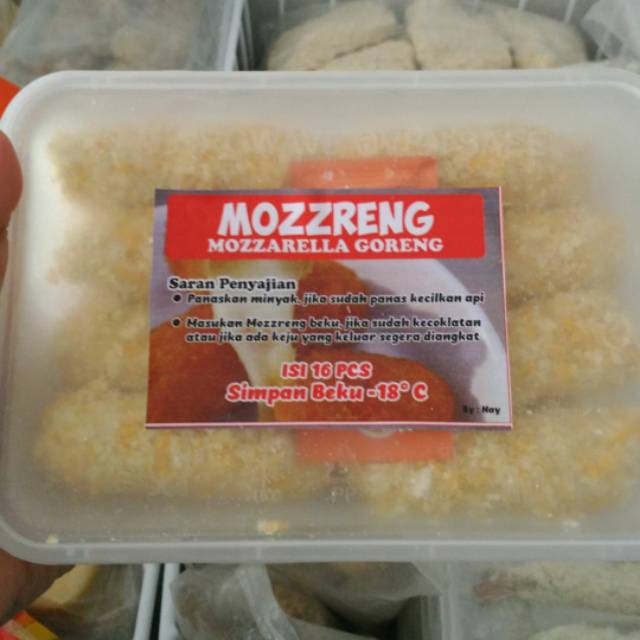 MOZZRENG
MOZZARELLA GORENG
Saran Penyajian
● Panaskan minyak, jika sudah panas kecilkan api
● Masukan Mozzreng beku, jika sudah kecoklatan
atau jika ada keju yang keluar segera diangkat
ISI 16 PCS
Simpan Beku -18° C
By : Nay